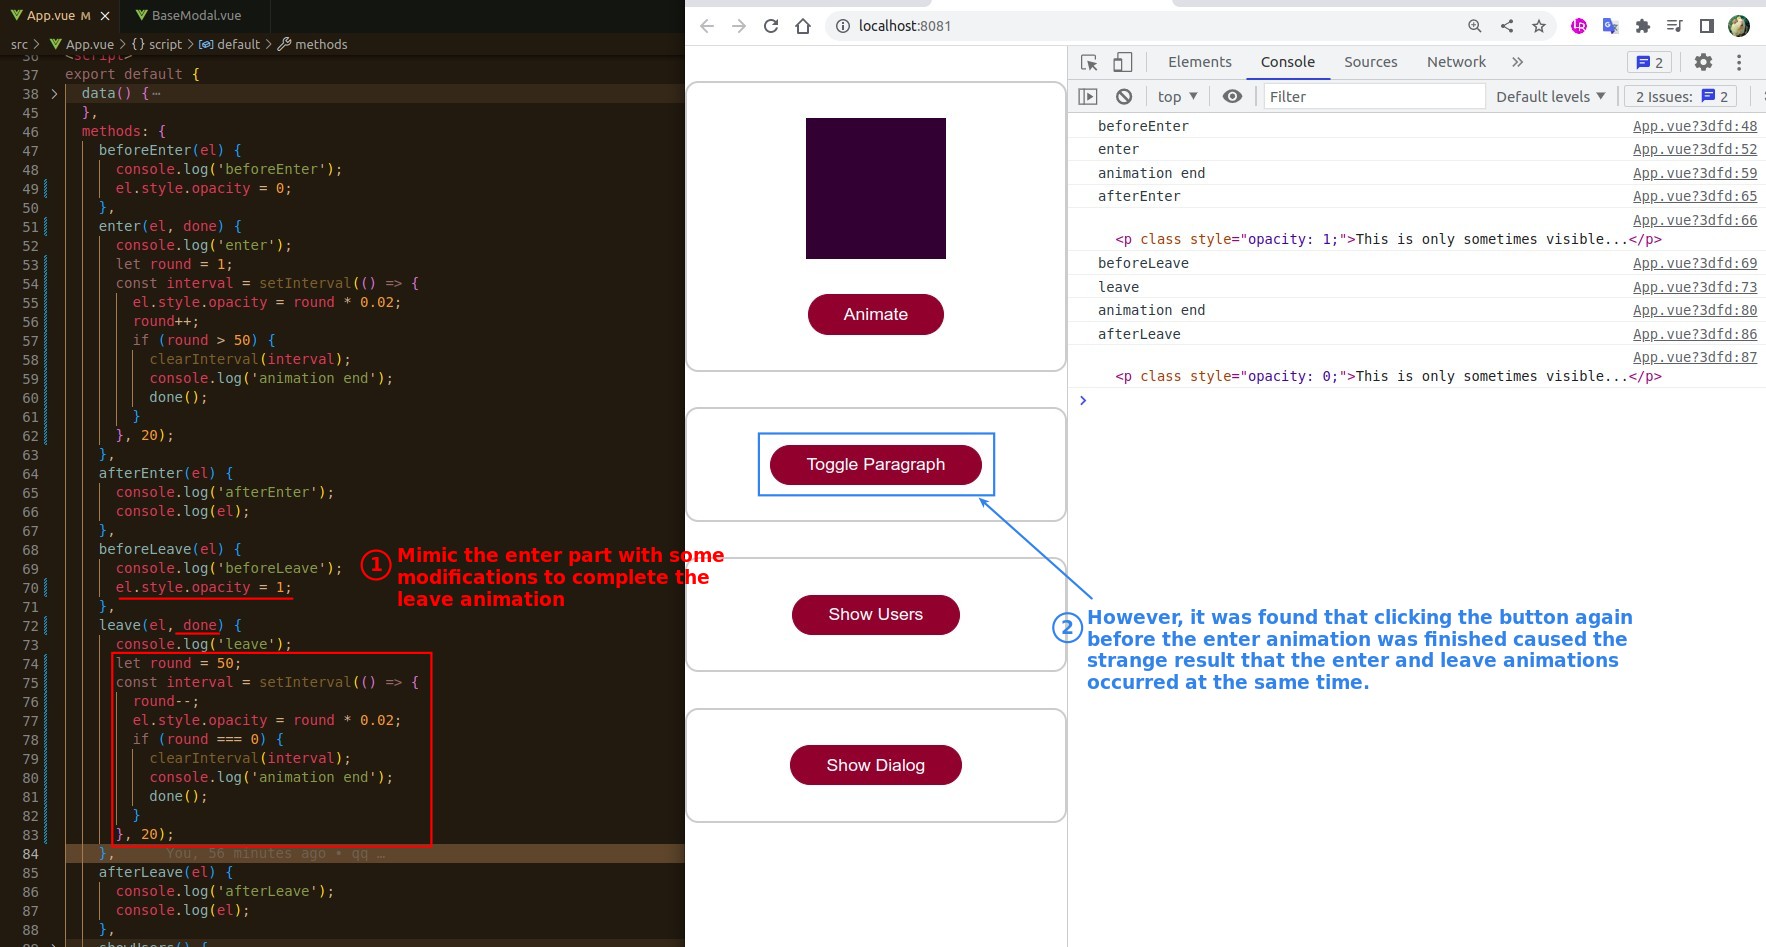 App.vue M
BaseModal.vue
src > App.vue > {} script > default > methods
36 <script>
37 export default {
38 data() { …
45 },
46 methods: {
47 beforeEnter(el) {
48 console.log('beforeEnter');
49 el.style.opacity = 0;
50 },
51 enter(el, done) {
52 console.log('enter');
53 let round = 1;
54 const interval = setInterval(() => {
55 el.style.opacity = round * 0.02;
56 round++;
57 if (round > 50) {
58 clearInterval(interval);
59 console.log('animation end');
60 done();
61 }
62 }, 20);
63 },
64 afterEnter(el) {
65 console.log('afterEnter');
66 console.log(el);
67 },
68 beforeLeave(el) {
69 console.log('beforeLeave');
70 el.style.opacity = 1;
71 },
72 leave(el, done) {
73 console.log('leave');
74 let round = 50;
75 const interval = setInterval(() => {
76 round--;
77 el.style.opacity = round * 0.02;
78 if (round === 0) {
79 clearInterval(interval);
80 console.log('animation end');
81 done();
82 }
83 }, 20);
84 }, You, 56 minutes ago • qq …
85 afterLeave(el) {
86 console.log('afterLeave');
87 console.log(el);
88 },
89 showUsers() {
1 Mimic the enter part with some
modifications to complete the
leave animation
localhost:8081
Animate
Toggle Paragraph
Show Users
Show Dialog
Elements Console Sources Network » 2
top Filter Default levels 2 Issues: 2
beforeEnter App.vue?3dfd:48
enter App.vue?3dfd:52
animation end App.vue?3dfd:59
afterEnter App.vue?3dfd:65
App.vue?3dfd:66
<p class style="opacity: 1;">This is only sometimes visible...</p>
beforeLeave App.vue?3dfd:69
leave App.vue?3dfd:73
animation end App.vue?3dfd:80
afterLeave App.vue?3dfd:86
App.vue?3dfd:87
<p class style="opacity: 0;">This is only sometimes visible...</p>
2 However, it was found that clicking the button again
before the enter animation was finished caused the
strange result that the enter and leave animations
occurred at the same time.